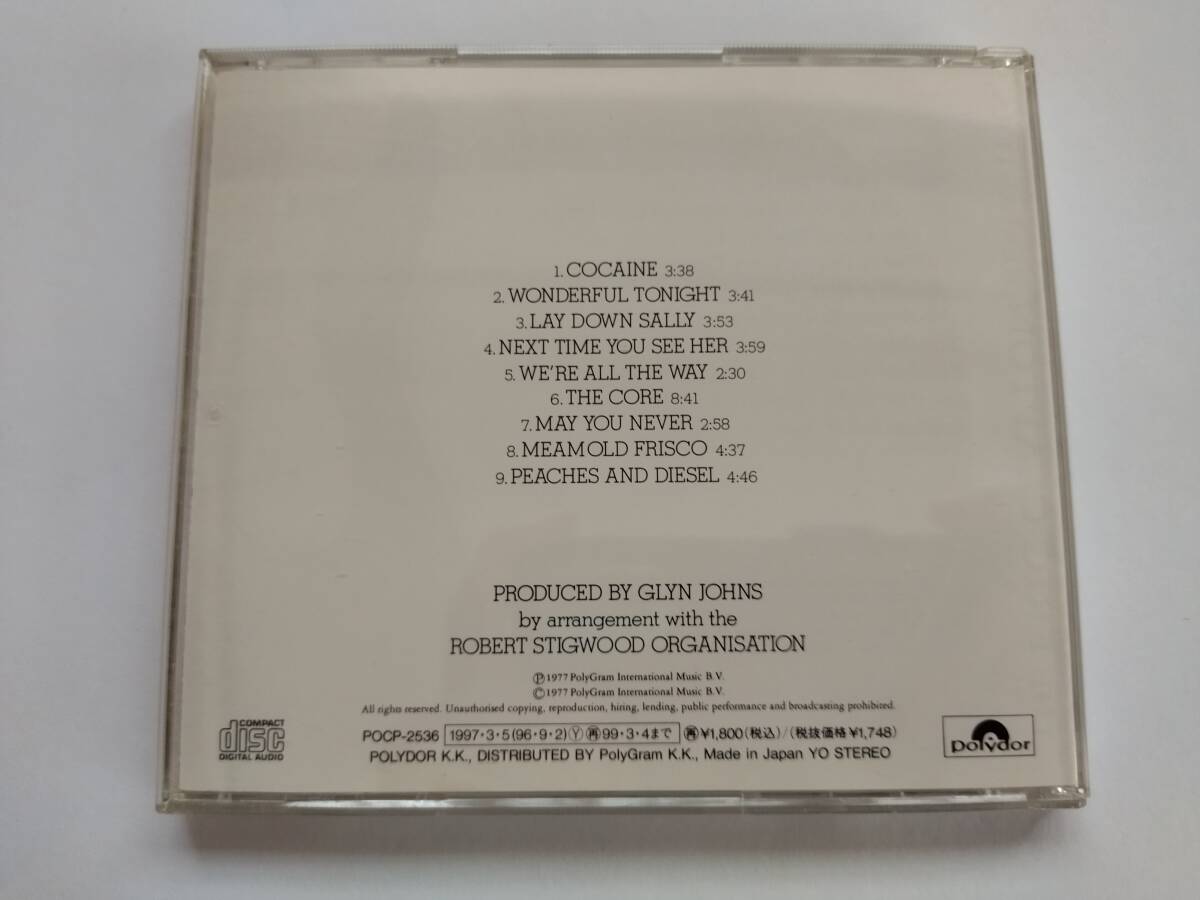 1. COCAINE 3:38
2. WONDERFUL TONIGHT 3:41
3. LAY DOWN SALLY 3:53
4. NEXT TIME YOU SEE HER 3:59
5. WE'RE ALL THE WAY 2:30
6. THE CORE 8:41
7. MAY YOU NEVER 2:58
8. MEAMOLD FRISCO 4:37
9. PEACHES AND DIESEL 4:46
PRODUCED BY GLYN JOHNS
by arrangement with the
ROBERT STIGWOOD ORGANISATION
Ⓟ1977 PolyGram International Music B.V.
©1977 PolyGram International Music B.V.
All rights reserved. Unauthorised copying, reproduction, hiring, lending, public performance and broadcasting prohibited.
COMPACT
disc
DIGITAL AUDIO
POCP-2536 1997・3・5(96・9・2)Ⓨ㊞99・3・4まで ㊞¥1,800(税込)/(税抜価格¥1,748)
POLYDOR K.K., DISTRIBUTED BY PolyGram K.K., Made in Japan YO STEREO
polydor